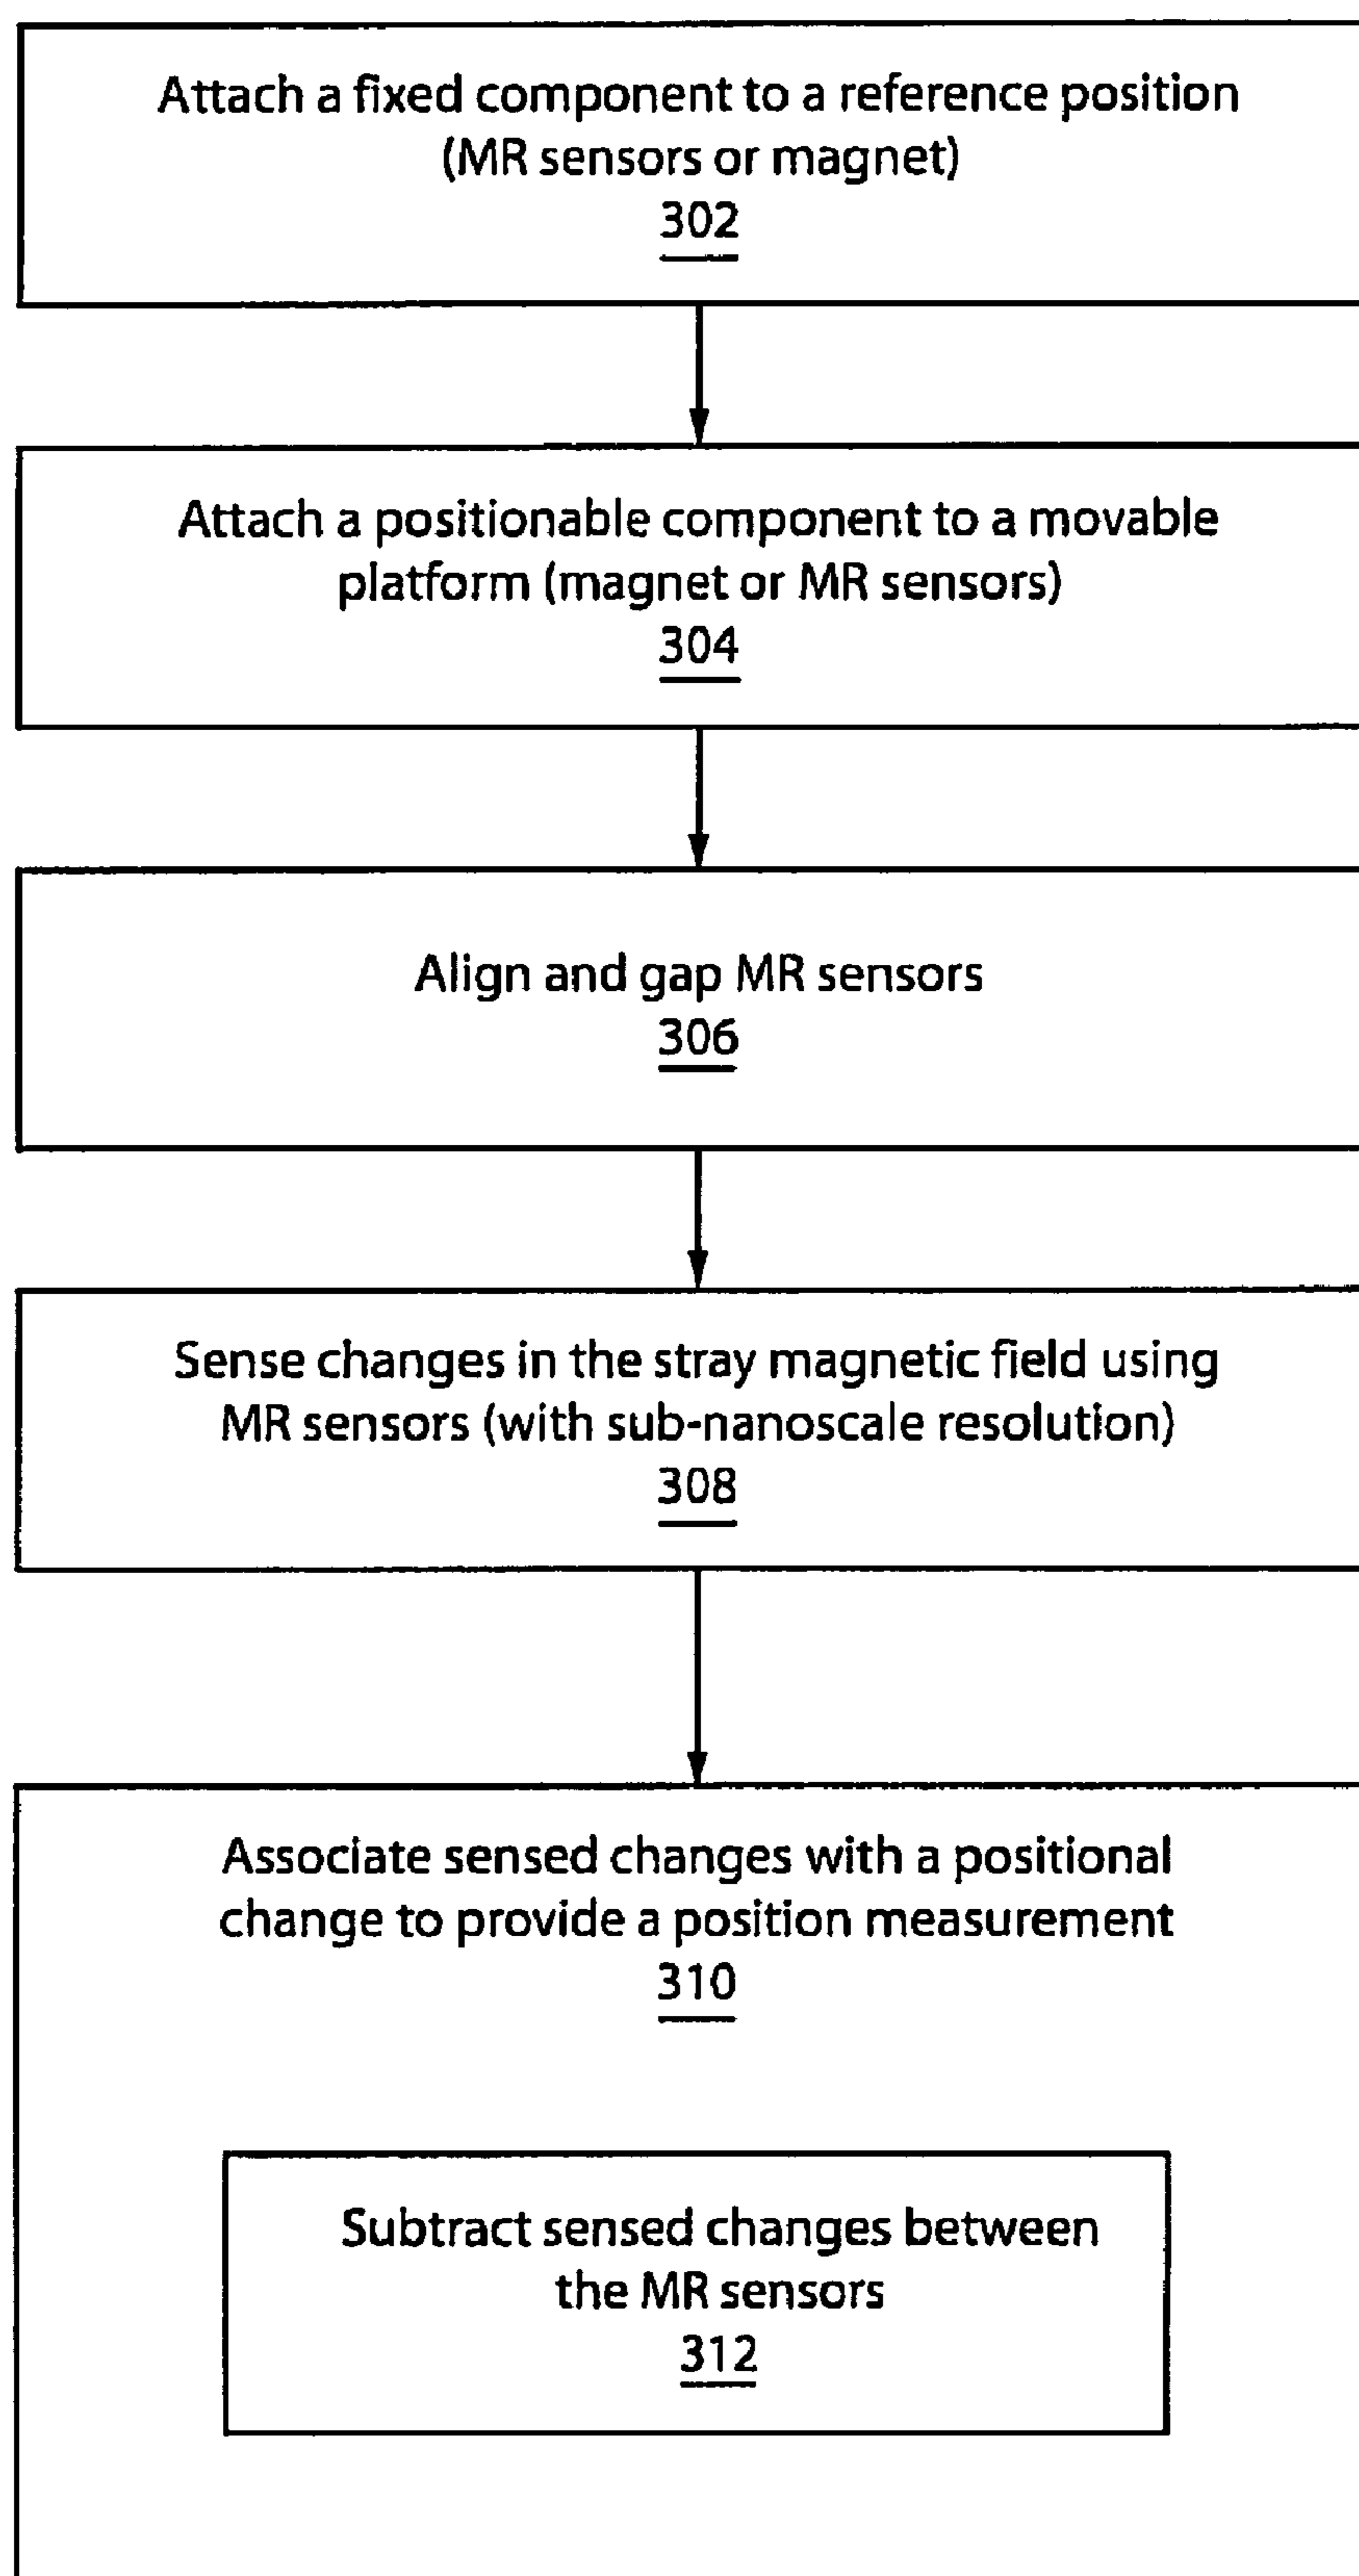 Attach a fixed component to a reference position
(MR sensors or magnet)
302
Attach a positionable component to a movable
platform (magnet or MR sensors)
304
Align and gap MR sensors
306
Sense changes in the stray magnetic field using
MR sensors (with sub-nanoscale resolution)
308
Associate sensed changes with a positional
change to provide a position measurement
310
Subtract sensed changes between
the MR sensors
312